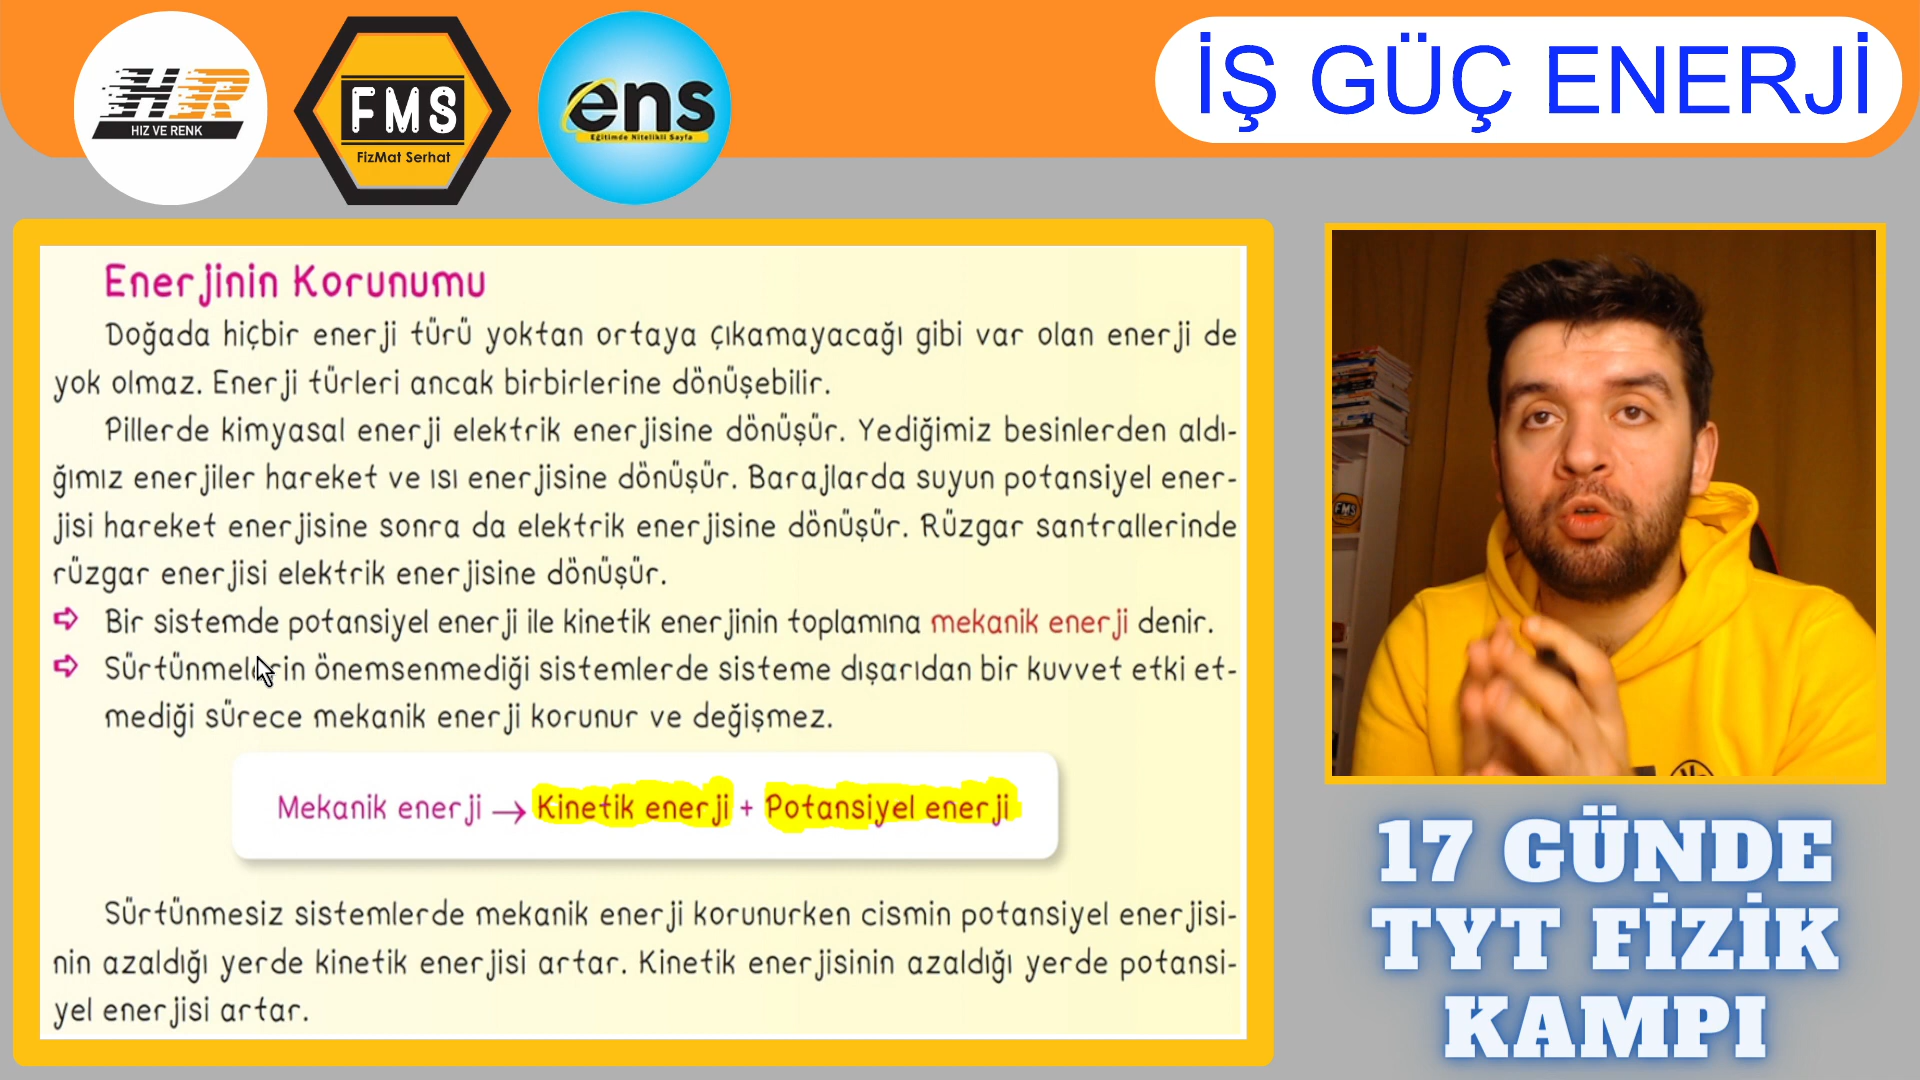 HR
HIZ VE RENK
FMS
FizMat Serhat
ens
Eğitimde Nitelikli Sayfa
İŞ GÜÇ ENERJİ
Enerjinin Korunumu
Doğada hiçbir enerji türü yoktan ortaya çıkamayacağı gibi var olan enerji de
yok olmaz. Enerji türleri ancak birbirlerine dönüşebilir.
Pillerde kimyasal enerji elektrik enerjisine dönüşür. Yediğimiz besinlerden aldı-
ğımız enerjiler hareket ve ısı enerjisine dönüşür. Barajlarda suyun potansiyel ener-
jisi hareket enerjisine sonra da elektrik enerjisine dönüşür. Rüzgar santrallerinde
rüzgar enerjisi elektrik enerjisine dönüşür.
⇨ Bir sistemde potansiyel enerji ile kinetik enerjinin toplamına mekanik enerji denir.
⇨ Sürtünmelerin önemsenmediği sistemlerde sisteme dışarıdan bir kuvvet etki et-
mediği sürece mekanik enerji korunur ve değişmez.
Mekanik enerji → Kinetik enerji + Potansiyel enerji
Sürtünmesiz sistemlerde mekanik enerji korunurken cismin potansiyel enerjisi-
nin azaldığı yerde kinetik enerjisi artar. Kinetik enerjisinin azaldığı yerde potansi-
yel enerjisi artar.
FMS
17 GÜNDE
TYT FİZİK
KAMPI